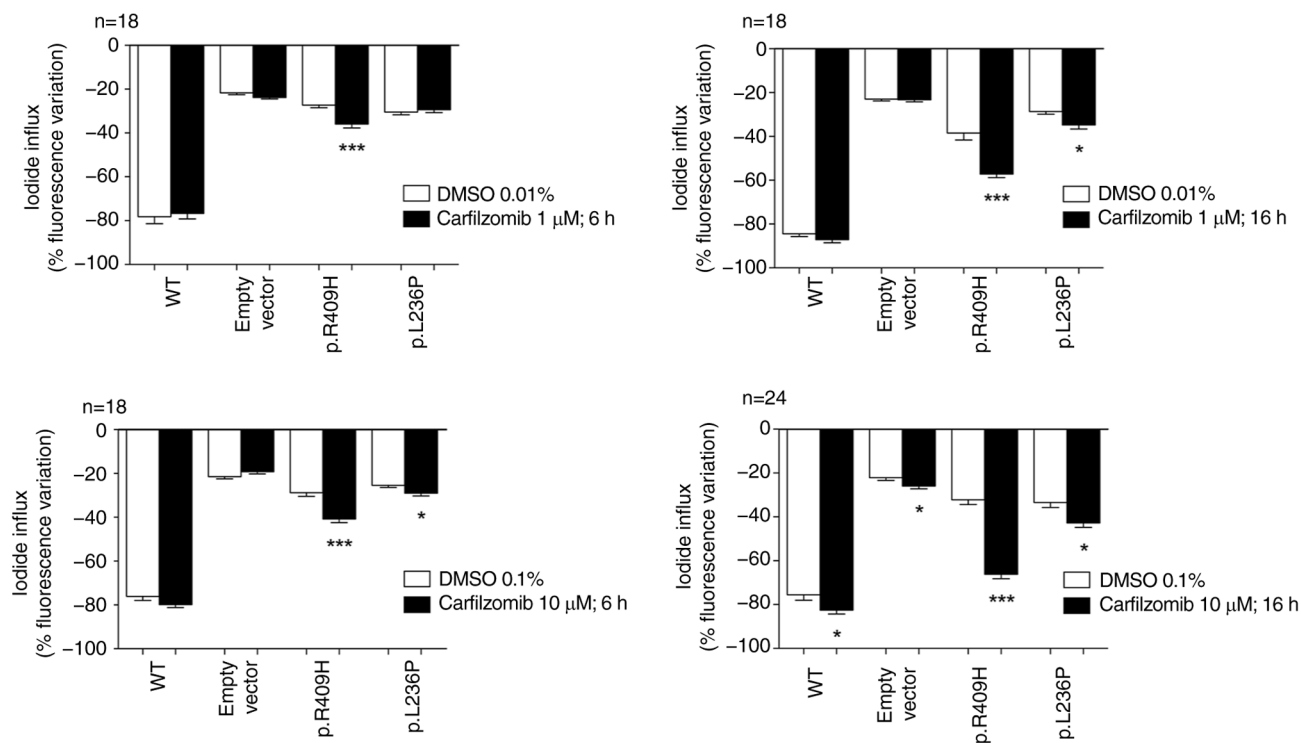 n=18
0
−20
−40
−60
−80
−100
Iodide influx
(% fluorescence variation)
***
DMSO 0.01%
Carfilzomib 1 μM; 6 h
WT
Empty
vector
p.R409H
p.L236P
n=18
0
−20
−40
−60
−80
−100
Iodide influx
(% fluorescence variation)
*
***
DMSO 0.01%
Carfilzomib 1 μM; 16 h
WT
Empty
vector
p.R409H
p.L236P
n=18
0
−20
−40
−60
−80
−100
Iodide influx
(% fluorescence variation)
*
***
DMSO 0.1%
Carfilzomib 10 μM; 6 h
WT
Empty
vector
p.R409H
p.L236P
n=24
0
−20
−40
−60
−80
−100
Iodide influx
(% fluorescence variation)
*
*
***
*
DMSO 0.1%
Carfilzomib 10 μM; 16 h
WT
Empty
vector
p.R409H
p.L236P